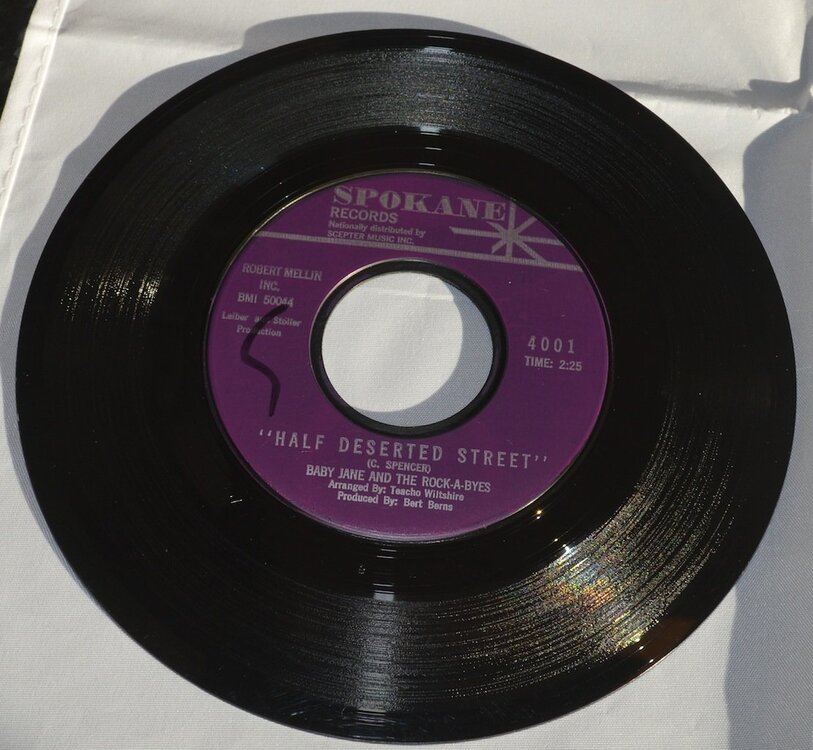 SPOKANE
RECORDS
Nationally distributed by
SCEPTER MUSIC INC.
ROBERT MELLIN
INC.
BMI 50044
Leiber and Stoller
Production
4001
TIME: 2:25
"HALF DESERTED STREET"
(C. SPENCER)
BABY JANE AND THE ROCK-A-BYES
Arranged By: Teacho Wiltshire
Produced By: Bert Berns